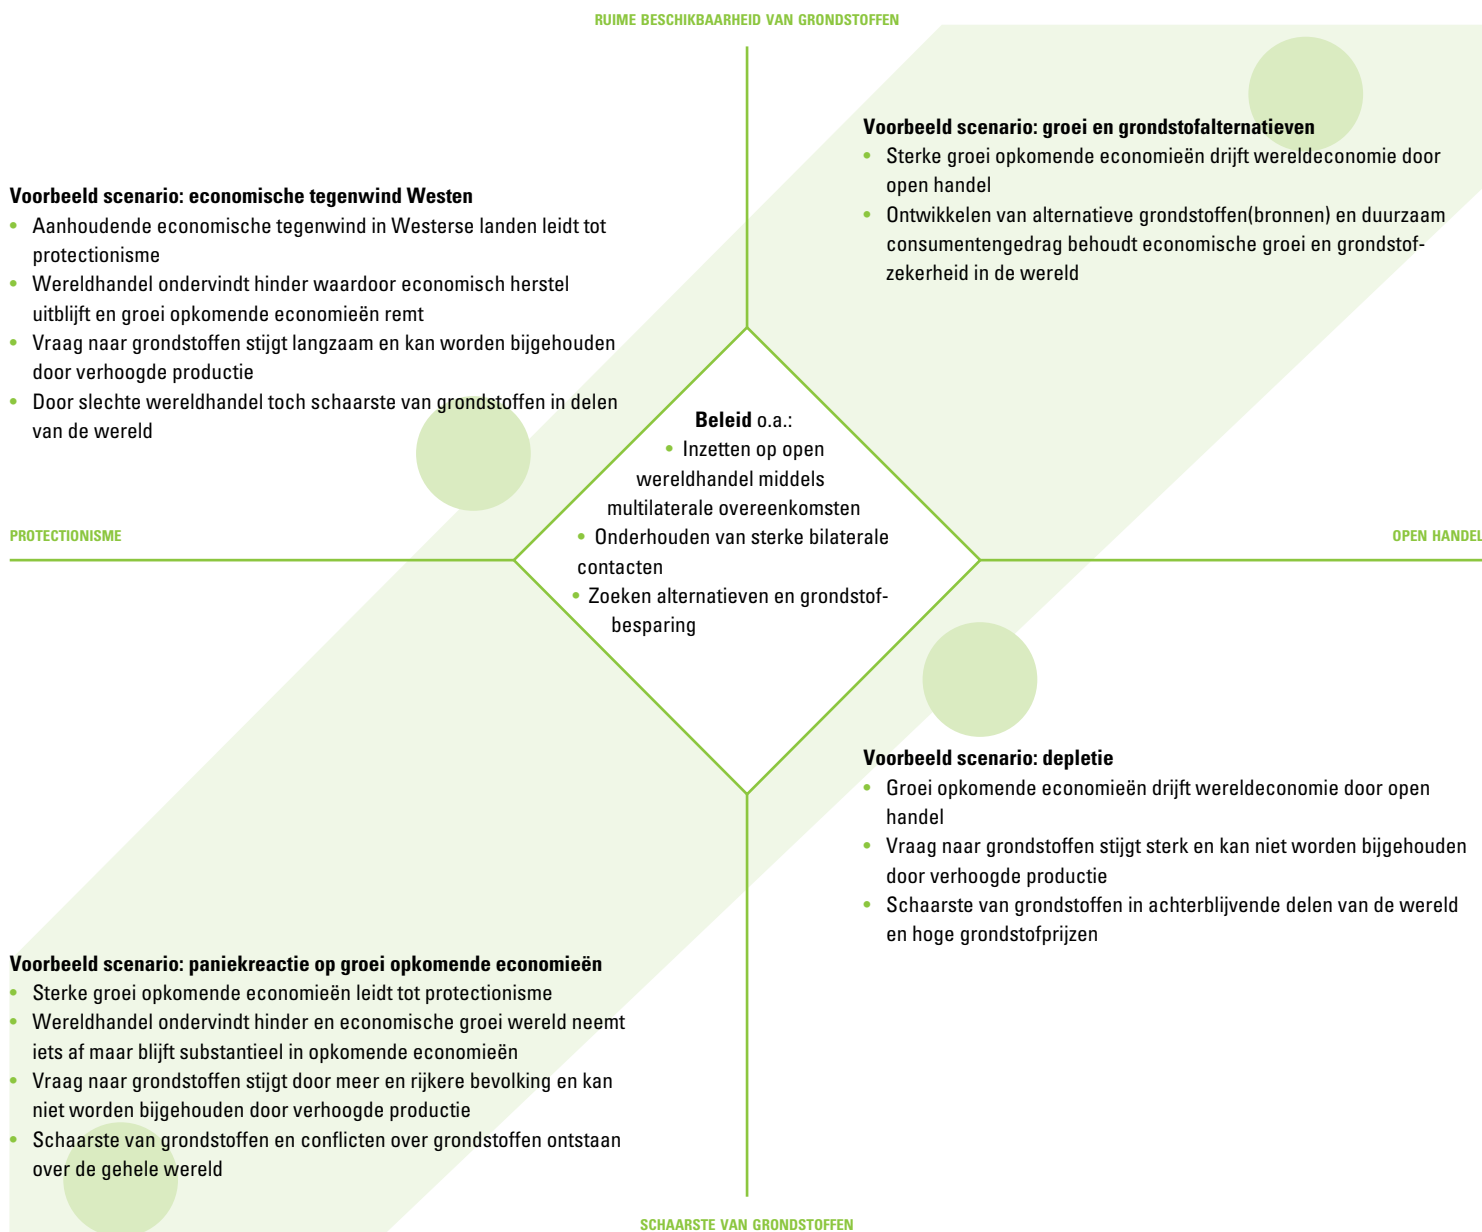 RUIME BESCHIKBAARHEID VAN GRONDSTOFFEN
Voorbeeld scenario: economische tegenwind Westen
• Aanhoudende economische tegenwind in Westerse landen leidt tot
protectionisme
• Wereldhandel ondervindt hinder waardoor economisch herstel
uitblijft en groei opkomende economieën remt
• Vraag naar grondstoffen stijgt langzaam en kan worden bijgehouden
door verhoogde productie
• Door slechte wereldhandel toch schaarste van grondstoffen in delen
van de wereld
Voorbeeld scenario: groei en grondstofalternatieven
• Sterke groei opkomende economieën drijft wereldeconomie door
open handel
• Ontwikkelen van alternatieve grondstoffen(bronnen) en duurzaam
consumentengedrag behoudt economische groei en grondstof-
zekerheid in de wereld
Beleid o.a.:
• Inzetten op open
wereldhandel middels
multilaterale overeenkomsten
• Onderhouden van sterke bilaterale
contacten
• Zoeken alternatieven en grondstof-
besparing
PROTECTIONISME
OPEN HANDEL
Voorbeeld scenario: depletie
• Groei opkomende economieën drijft wereldeconomie door open
handel
• Vraag naar grondstoffen stijgt sterk en kan niet worden bijgehouden
door verhoogde productie
• Schaarste van grondstoffen in achterblijvende delen van de wereld
en hoge grondstofprijzen
Voorbeeld scenario: paniekreactie op groei opkomende economieën
• Sterke groei opkomende economieën leidt tot protectionisme
• Wereldhandel ondervindt hinder en economische groei wereld neemt
iets af maar blijft substantieel in opkomende economieën
• Vraag naar grondstoffen stijgt door meer en rijkere bevolking en kan
niet worden bijgehouden door verhoogde productie
• Schaarste van grondstoffen en conflicten over grondstoffen ontstaan
over de gehele wereld
SCHAARSTE VAN GRONDSTOFFEN